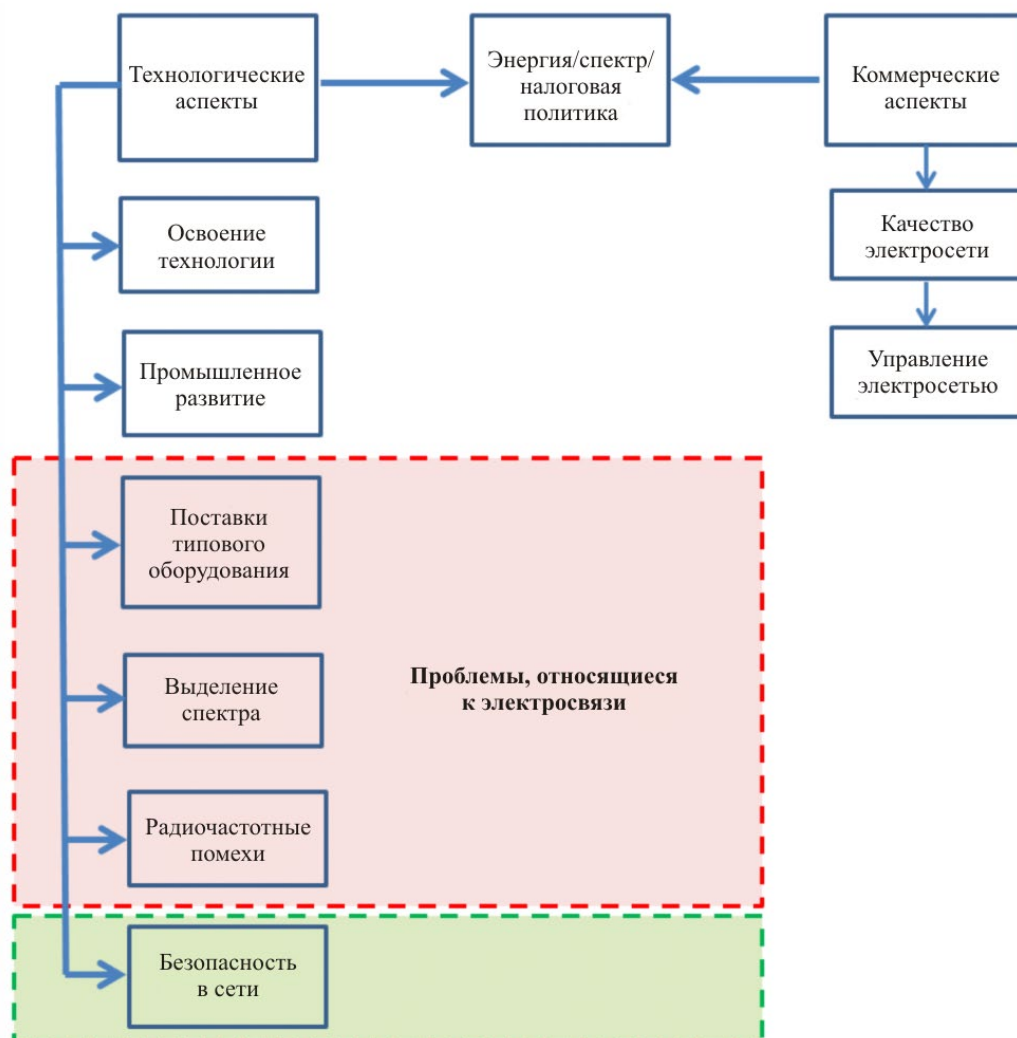 Технологические
аспекты
Энергия/спектр/
налоговая
политика
Коммерческие
аспекты
Освоение
технологии
Качество
электросети
Промышленное
развитие
Управление
электросетью
Поставки
типового
оборудования
Выделение
спектра
Проблемы, относящиеся
к электросвязи
Радиочастотные
помехи
Безопасность
в сети